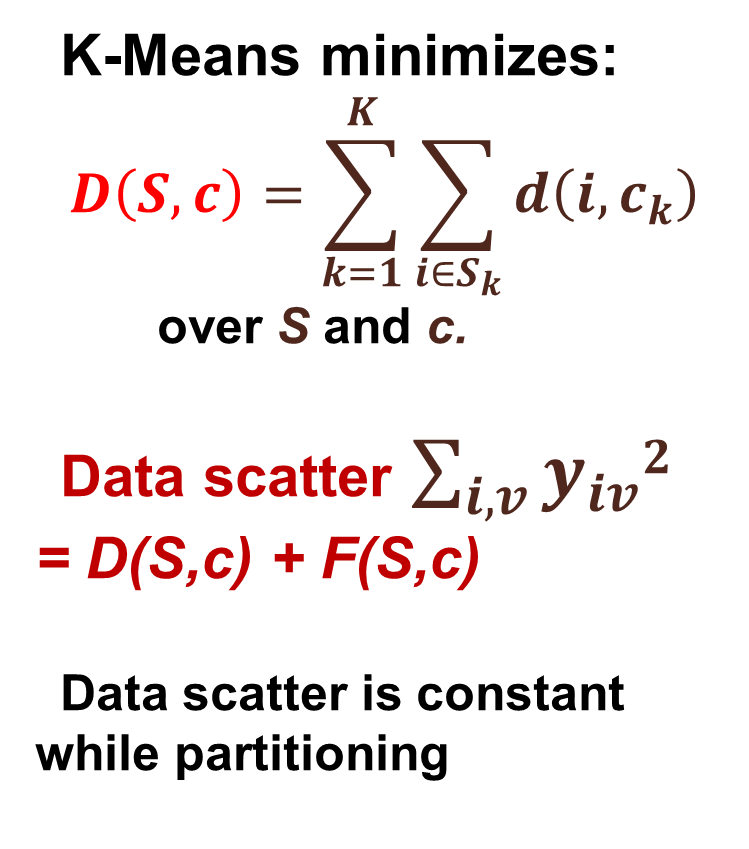 K-Means minimizes:
D(S, c) = ∑_{k=1}^{K} ∑_{i∈S_k} d(i, c_k)
over S and c.
Data scatter ∑_{i,v} y_{iv}^2
= D(S,c) + F(S,c)
Data scatter is constant
while partitioning